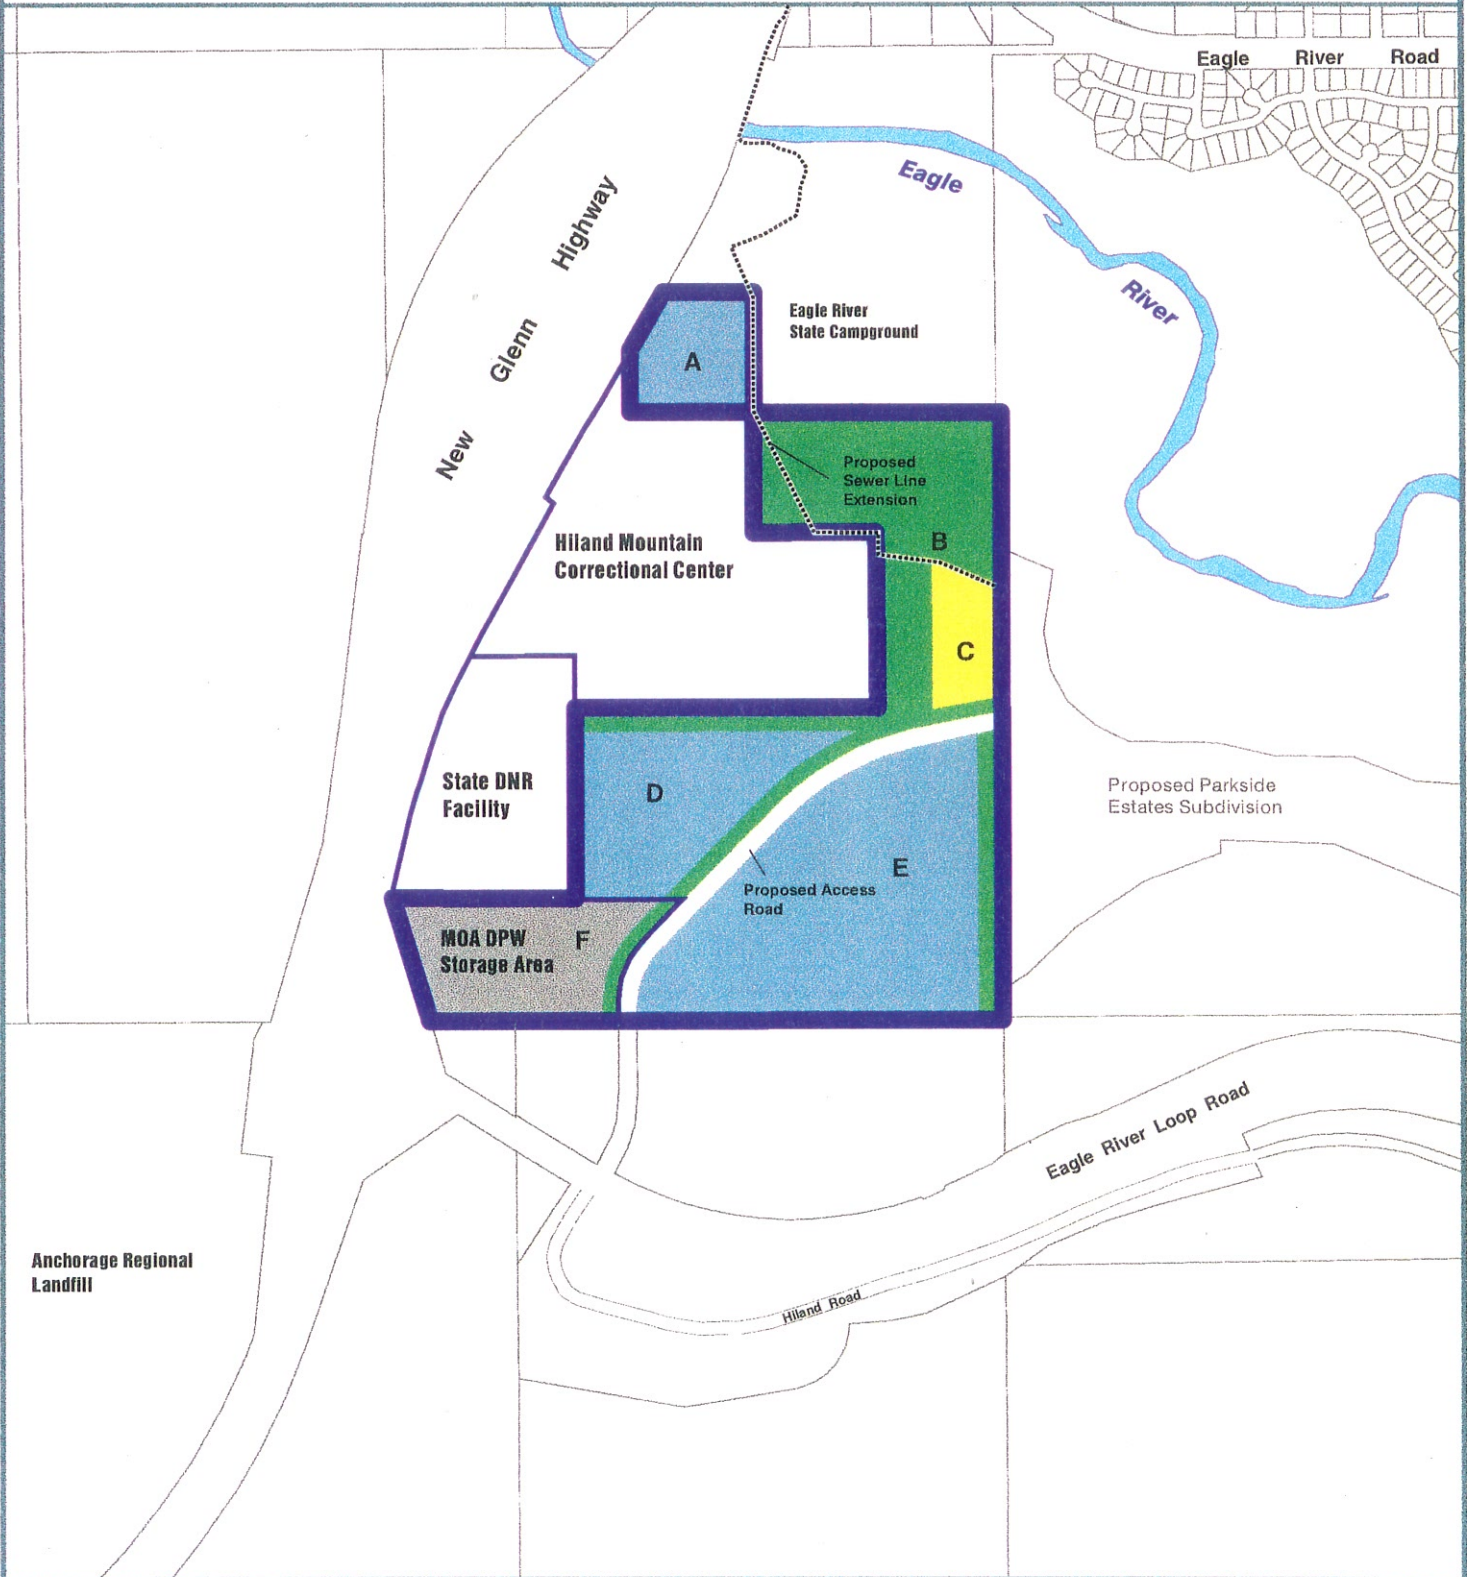 Eagle River Road
Eagle
River
New Glenn Highway
Eagle River
State Campground
A
Proposed
Sewer Line
Extension
B
Hiland Mountain
Correctional Center
C
State DNR
Facility
D
Proposed Parkside
Estates Subdivision
E
Proposed Access
Road
MOA DPW
Storage Area
F
Eagle River Loop Road
Anchorage Regional
Landfill
Hiland Road